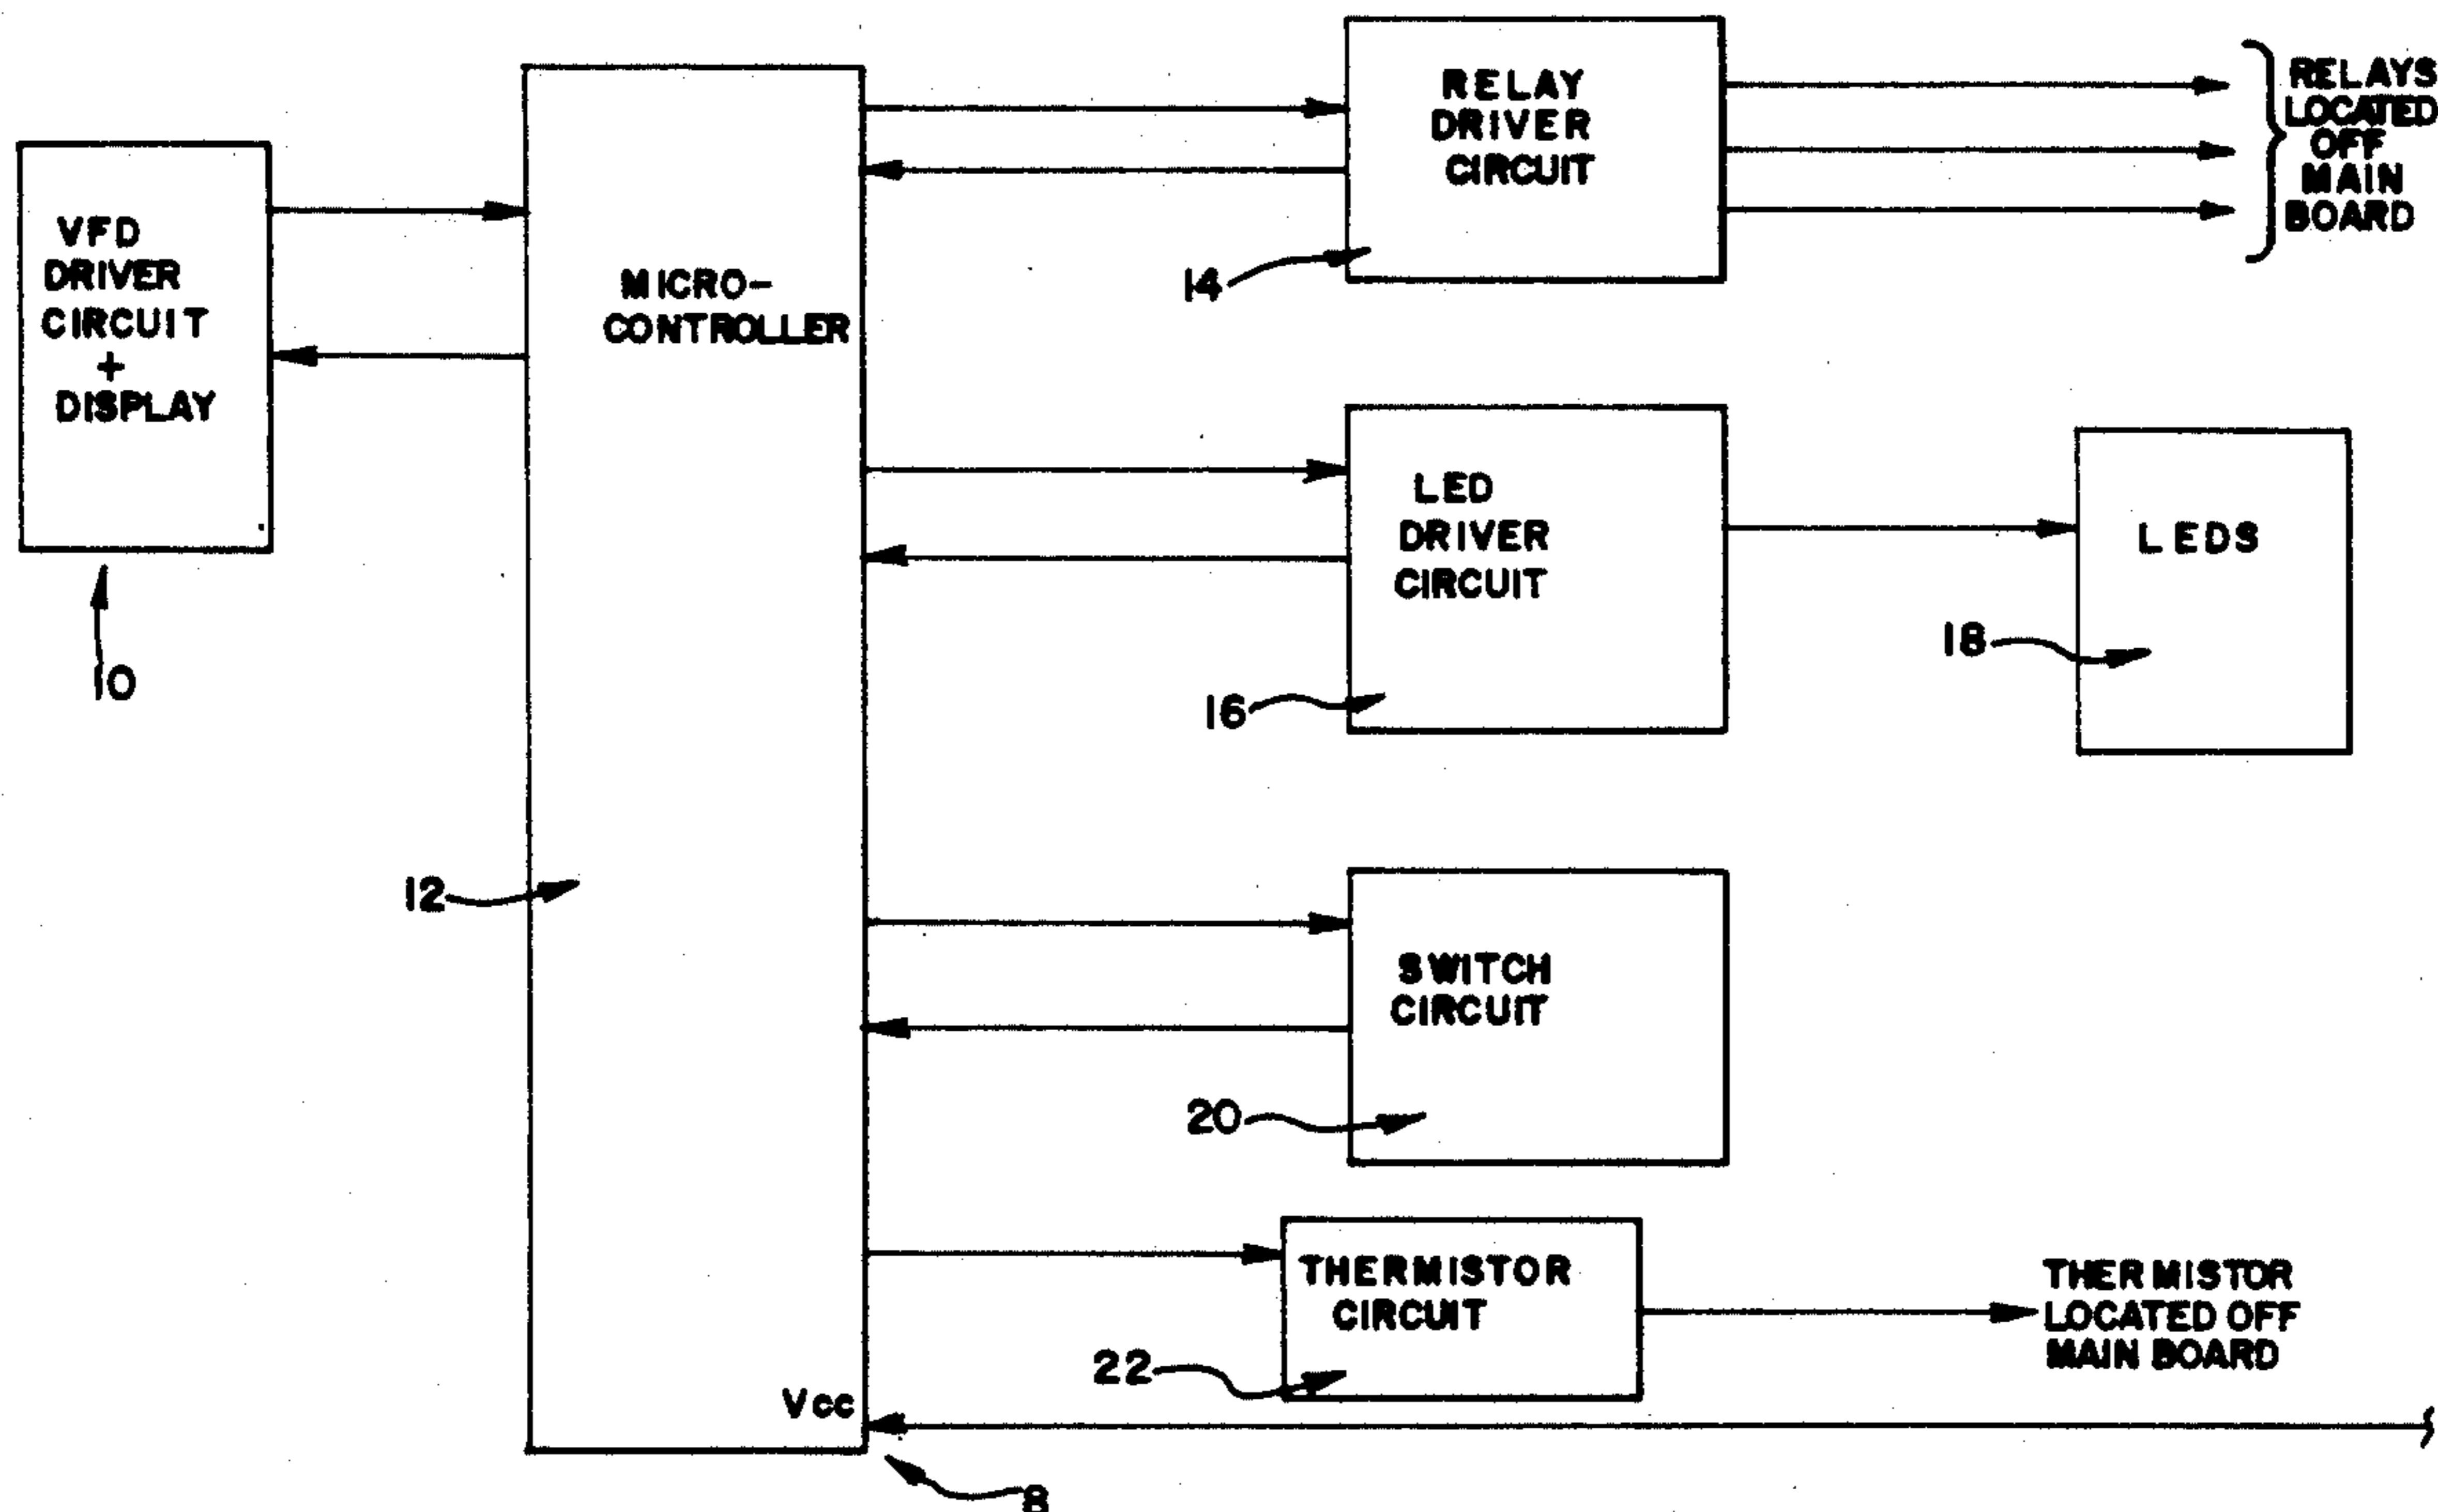 VFD
DRIVER
CIRCUIT
+
DISPLAY
10
MICRO-
CONTROLLER
12
Vcc
8
RELAY
DRIVER
CIRCUIT
14
RELAYS
LOCATED
OFF
MAIN
BOARD
LED
DRIVER
CIRCUIT
16
LEDS
18
SWITCH
CIRCUIT
20
THERMISTOR
CIRCUIT
22
THERMISTOR
LOCATED OFF
MAIN BOARD